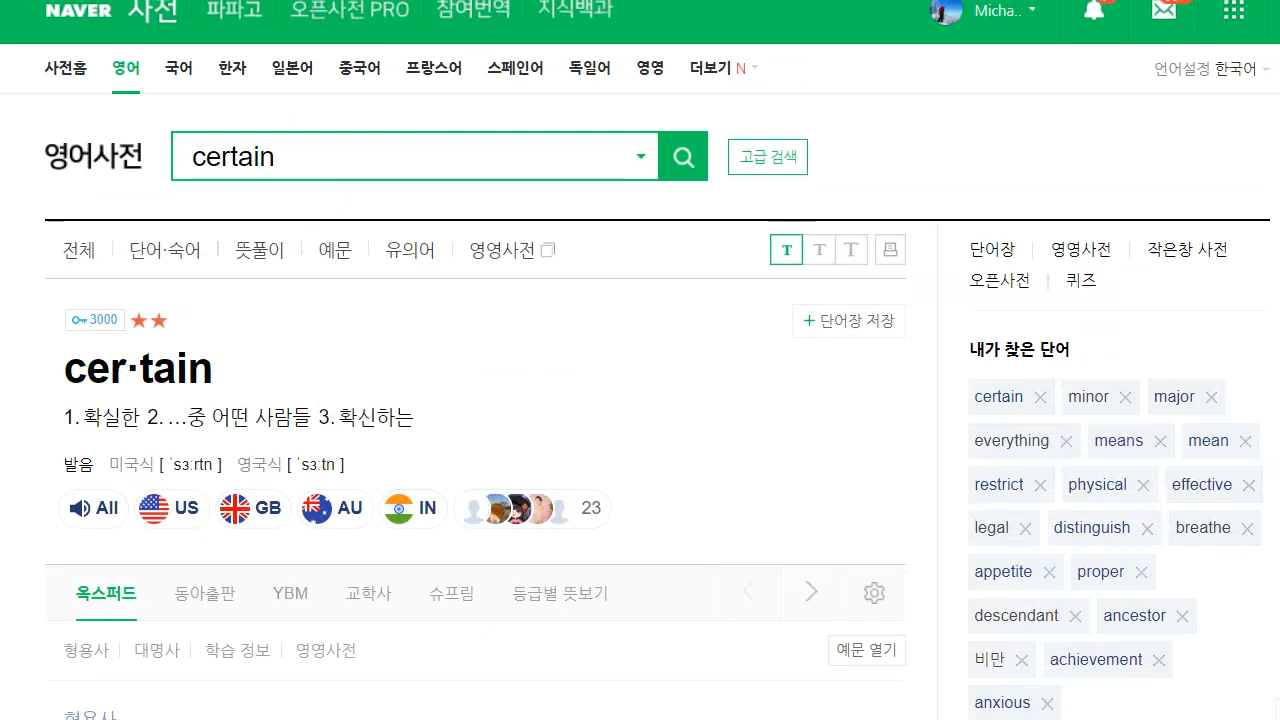 NAVER 사전 파파고 오픈사전 PRO 참여번역 지식백과 Micha..
사전홈 영어 국어 한자 일본어 중국어 프랑스어 스페인어 독일어 영영 더보기 N 언어설정 한국어
영어사전 certain 고급 검색
전체 단어·숙어 뜻풀이 예문 유의어 영영사전 T T T
단어장 영영사전 작은창 사전
오픈사전 퀴즈
3000 ★★ + 단어장 저장
cer·tain
1. 확실한 2. …중 어떤 사람들 3. 확신하는
발음 미국식 [ ˈsɜːrtn ] 영국식 [ ˈsɜːtn ]
All US GB AU IN 23
옥스퍼드 동아출판 YBM 교학사 슈프림 등급별 뜻보기
형용사 대명사 학습 정보 영영사전 예문 열기
형용사
내가 찾은 단어
certain minor major
everything means mean
restrict physical effective
legal distinguish breathe
appetite proper
descendant ancestor
비만 achievement
anxious